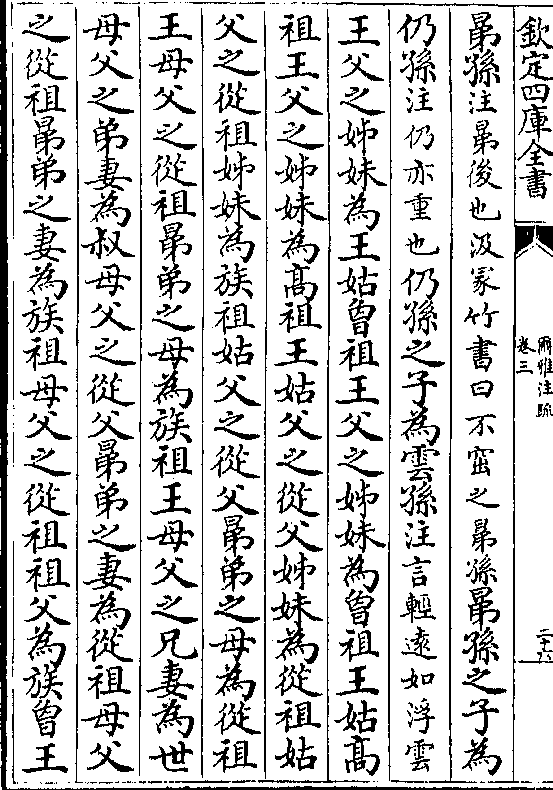 欽定四庫全書
爾雅注疏
卷三
二十六
晜孫注晜後也汲冢竹書曰不窋之晜孫晜孫之子為
仍孫注仍亦重也仍孫之子為雲孫注言輕遠如浮雲
王父之姊妹為王姑曾祖王父之姊妹為曾祖王姑高
祖王父之姊妹為高祖王姑父之從父姊妹為從祖姑
父之從祖姊妹為族祖姑父之從父晜弟之母為從祖
王母父之從祖晜弟之母為族祖王母父之兄妻為世
母父之弟妻為叔母父之從父晜弟之妻為從祖母父
之從祖晜弟之妻為族祖母父之從祖祖父為族曾王